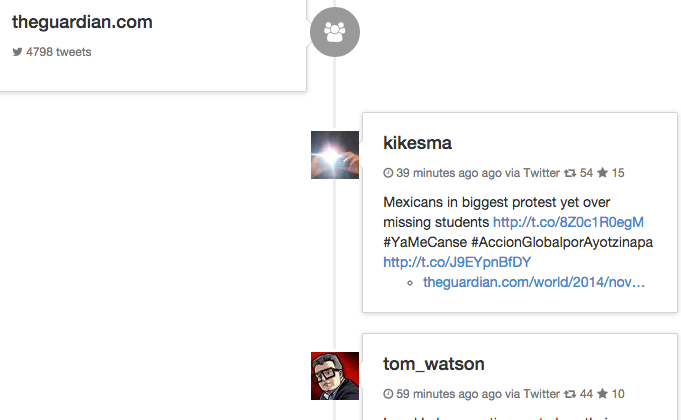 theguardian.com
4798 tweets
kikesma
39 minutes ago ago via Twitter 54 15
Mexicans in biggest protest yet over
missing students http://t.co/8Z0c1R0egM
#YaMeCanse #AccionGlobalporAyotzinapa
http://t.co/J9EYpnBfDY
theguardian.com/world/2014/nov…
tom_watson
59 minutes ago ago via Twitter 44 10